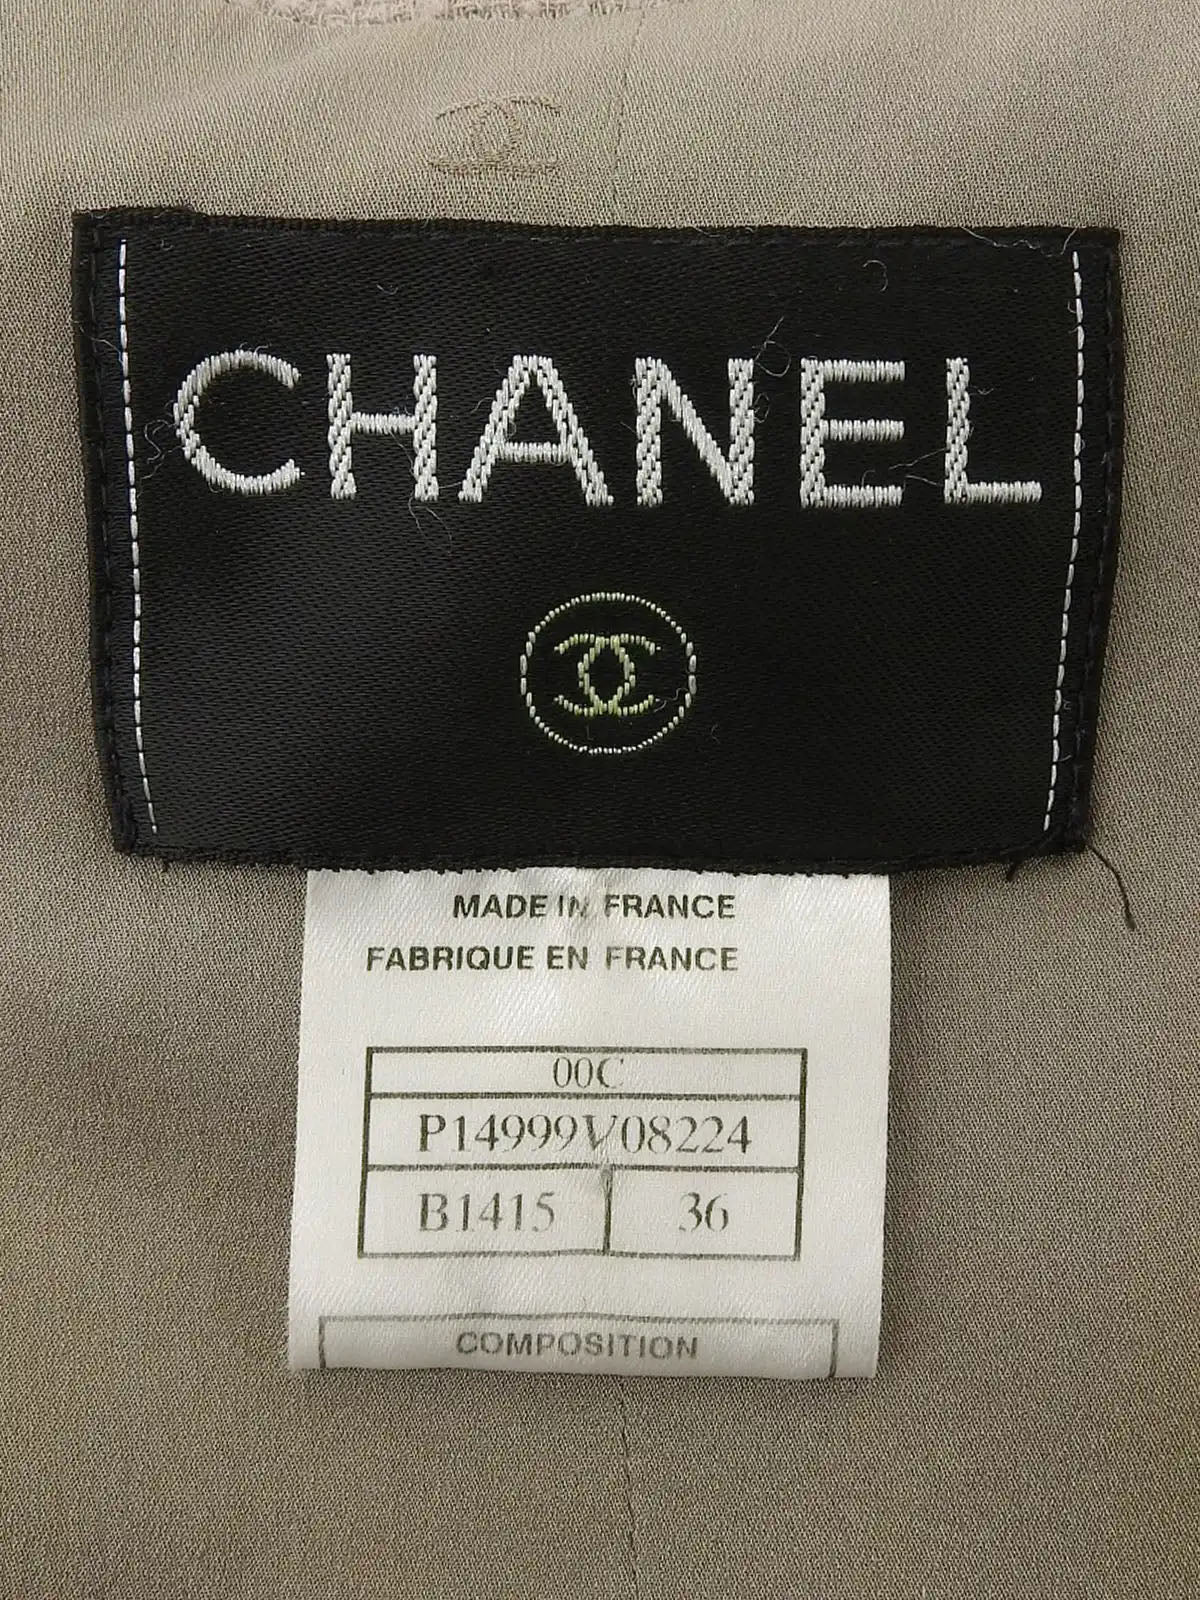 CHANEL
MADE IN FRANCE
FABRIQUE EN FRANCE
00C
P14999V08224
B1415 36
COMPOSITION